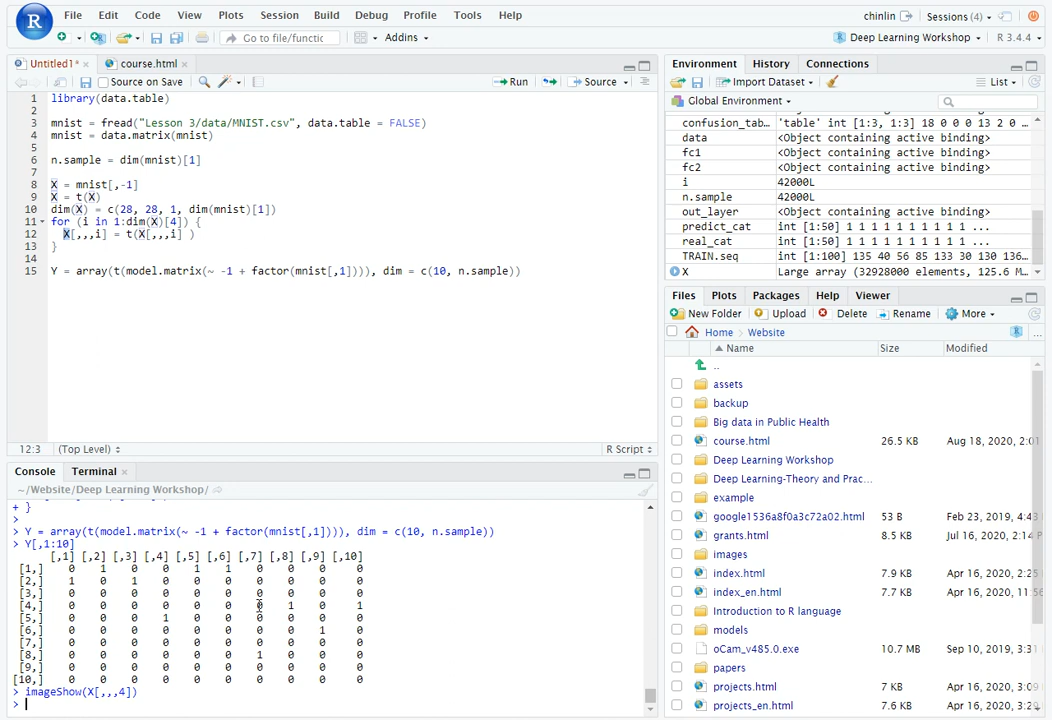 R File Edit Code View Plots Session Build Debug Profile Tools Help chinlin Sessions (4)
Go to file/functic Addins Deep Learning Workshop R 3.4.4
Untitled1* course.html
Source on Save Run Source
1 library(data.table)
2
3 mnist = fread("Lesson 3/data/MNIST.csv", data.table = FALSE)
4 mnist = data.matrix(mnist)
5
6 n.sample = dim(mnist)[1]
7
8 X = mnist[,-1]
9 X = t(X)
10 dim(X) = c(28, 28, 1, dim(mnist)[1])
11 for (i in 1:dim(X)[4]) {
12 X[,,,i] = t(X[,,,i] )
13 }
14
15 Y = array(t(model.matrix(~ -1 + factor(mnist[,1]))), dim = c(10, n.sample))
12:3 (Top Level) R Script
Console Terminal
~/Website/Deep Learning Workshop/
+ }
>
> Y = array(t(model.matrix(~ -1 + factor(mnist[,1]))), dim = c(10, n.sample))
> Y[,1:10]
[,1] [,2] [,3] [,4] [,5] [,6] [,7] [,8] [,9] [,10]
[1,] 0 1 0 0 1 1 0 0 0 0
[2,] 1 0 1 0 0 0 0 0 0 0
[3,] 0 0 0 0 0 0 0 0 0 0
[4,] 0 0 0 0 0 0 0 1 0 1
[5,] 0 0 0 1 0 0 0 0 0 0
[6,] 0 0 0 0 0 0 0 0 1 0
[7,] 0 0 0 0 0 0 0 0 0 0
[8,] 0 0 0 0 0 0 1 0 0 0
[9,] 0 0 0 0 0 0 0 0 0 0
[10,] 0 0 0 0 0 0 0 0 0 0
> imageShow(X[,,,4])
>
Environment History Connections
Import Dataset List
Global Environment
confusion_tab… 'table' int [1:3, 1:3] 18 0 0 0 13 2 0 …
data <Object containing active binding>
fc1 <Object containing active binding>
fc2 <Object containing active binding>
i 42000L
n.sample 42000L
out_layer <Object containing active binding>
predict_cat int [1:50] 1 1 1 1 1 1 1 1 1 1 ...
real_cat int [1:50] 1 1 1 1 1 1 1 1 1 1 ...
TRAIN.seq int [1:100] 135 40 56 85 133 30 130 136…
X Large array (32928000 elements, 125.6 M…
Files Plots Packages Help Viewer
New Folder Upload Delete Rename More
Home Website ...
Name Size Modified
..
assets
backup
Big data in Public Health
course.html 26.5 KB Aug 18, 2020, 2:01
Deep Learning Workshop
Deep Learning-Theory and Prac...
example
google1536a8f0a3c72a02.html 53 B Feb 23, 2019, 4:43
grants.html 8.5 KB Jul 16, 2020, 2:14 P
images
index.html 7.9 KB Apr 16, 2020, 2:25
index_en.html 7.7 KB Apr 16, 2020, 11:56
Introduction to R language
models
oCam_v485.0.exe 10.7 MB Sep 10, 2019, 3:31
papers
projects.html 7 KB Apr 16, 2020, 3:09
projects_en.html 7.6 KB Apr 16, 2020, 3:29